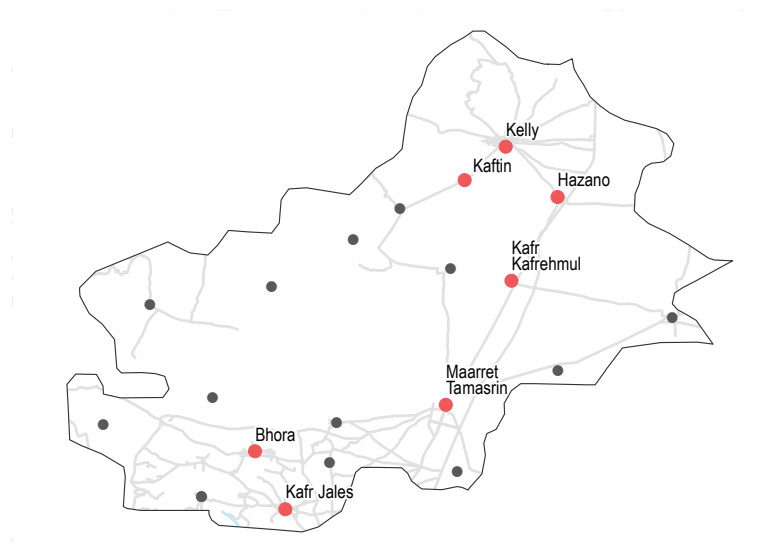 Kelly
Kaftin
Hazano
Kafr
Kafrehmul
Maarret
Tamasrin
Bhora
Kafr Jales